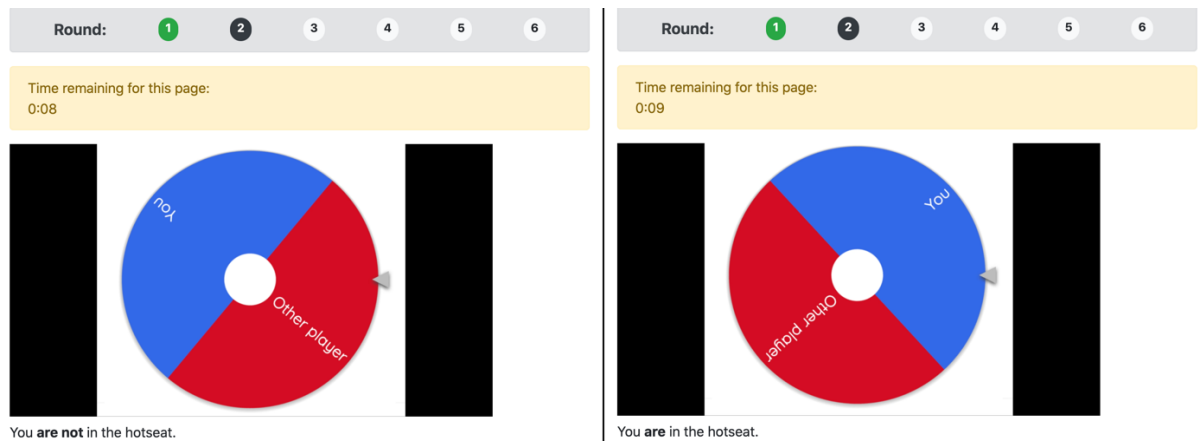 Round: 1 2 3 4 5 6
Time remaining for this page:
0:08
You
Other player
You are not in the hotseat.
Round: 1 2 3 4 5 6
Time remaining for this page:
0:09
You
Other player
You are in the hotseat.